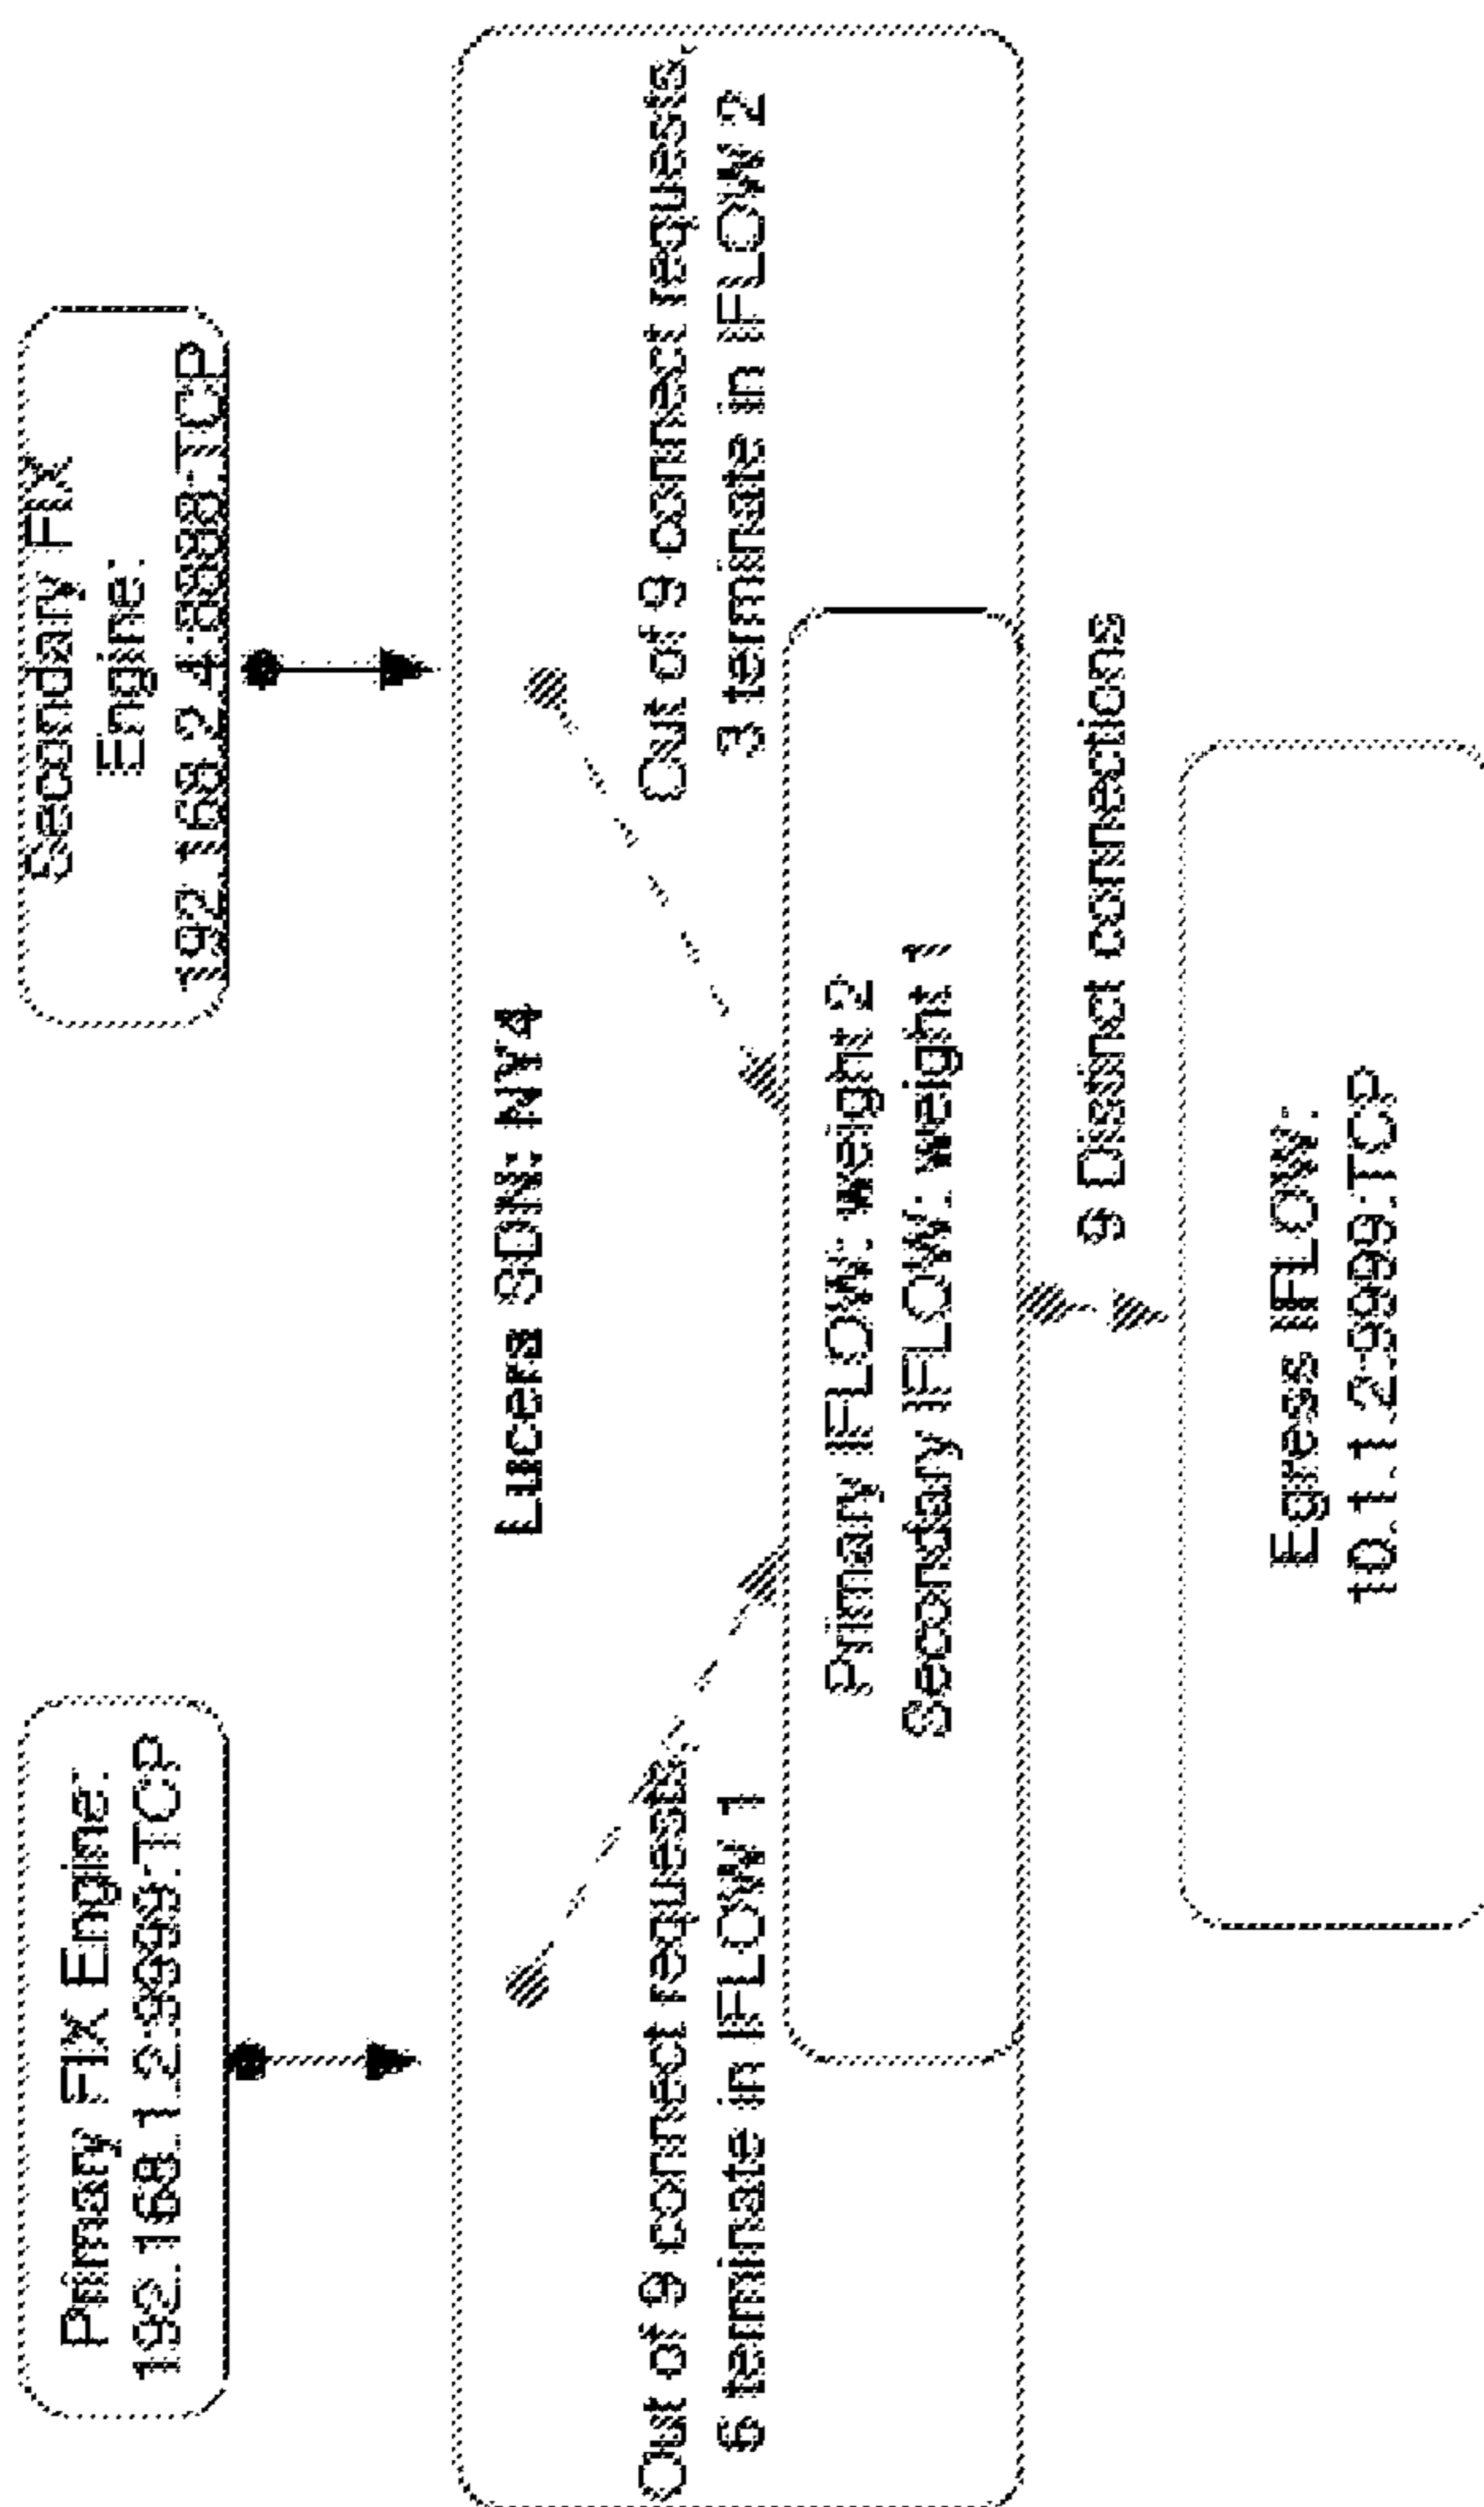 Primary FIX Engine:
192.168.1.2:9999:TCP
Secondary FIX
Engine:
192.168.2.4:8888:TCP
Lucera SDN: NY4
Out of 9 connect requests,
6 terminate in IFLOW 1
Out of 9 connect requests,
3 terminate in IFLOW 2
Primary IFLOW: weight 2
Secondary IFLOW: weight 1
9 Distinct connections
Egress IFLOW:
10.1.1.2:9999:TCP